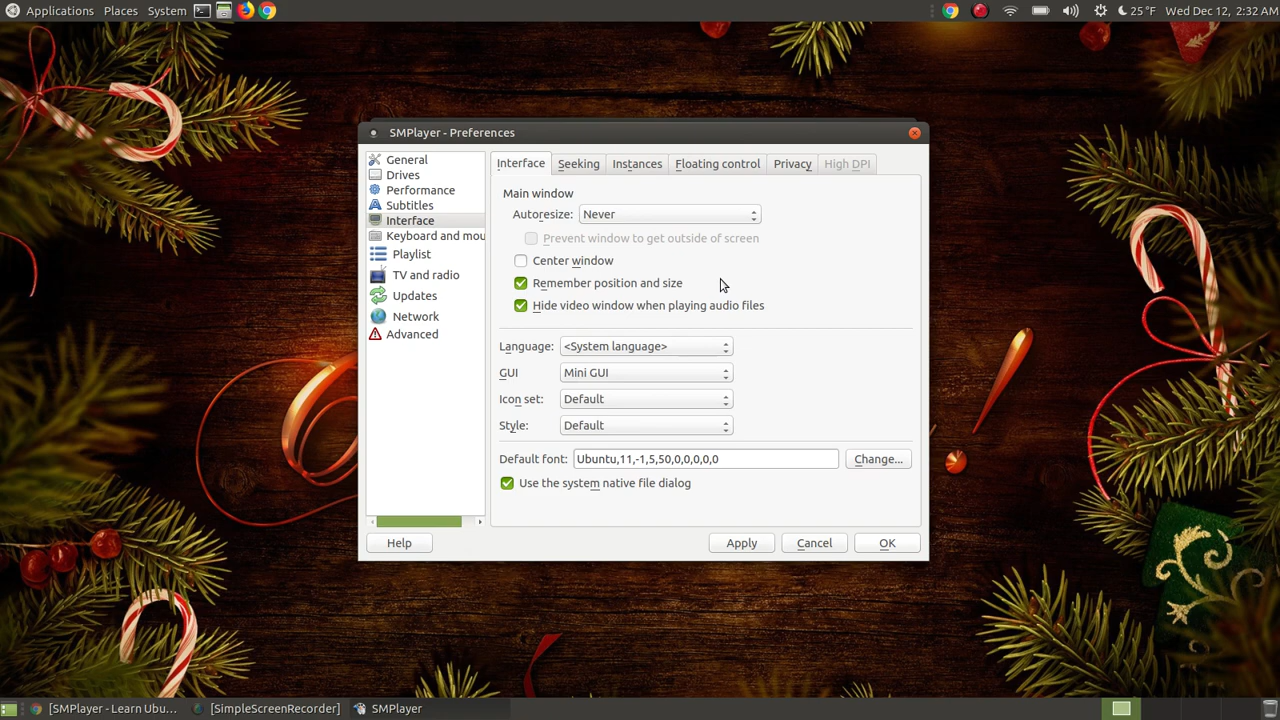 Applications Places System 25 °F Wed Dec 12, 2:32 AM
SMPlayer - Preferences
General
Drives
Performance
Subtitles
Interface
Keyboard and mou
Playlist
TV and radio
Updates
Network
Advanced
Interface Seeking Instances Floating control Privacy High DPI
Main window
Autoresize: Never
Prevent window to get outside of screen
Center window
Remember position and size
Hide video window when playing audio files
Language: <System language>
GUI Mini GUI
Icon set: Default
Style: Default
Default font: Ubuntu,11,-1,5,50,0,0,0,0,0 Change...
Use the system native file dialog
Help Apply Cancel OK
[SMPlayer - Learn Ubu... [SimpleScreenRecorder] SMPlayer